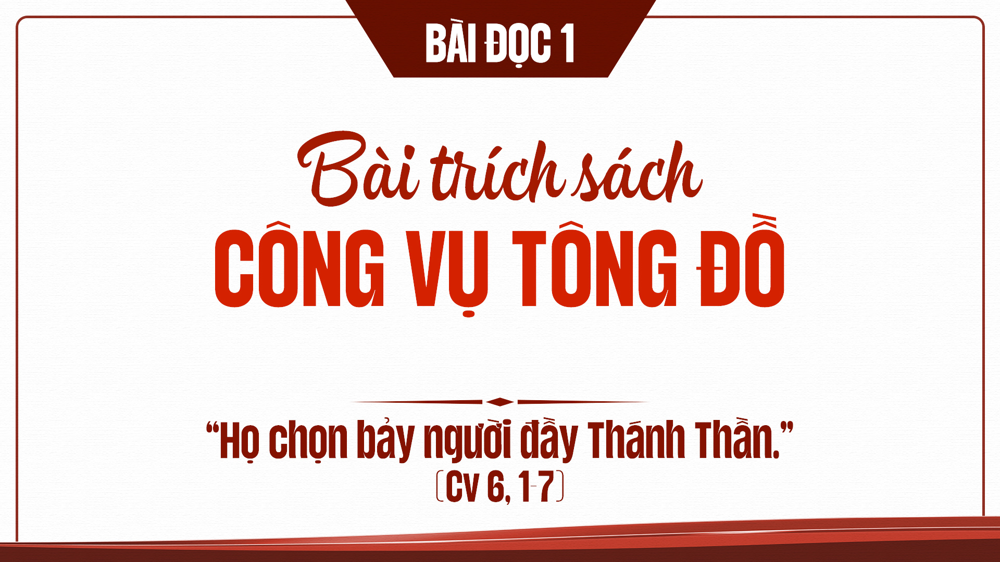 BÀI ĐỌC 1
Bài trích sách
CÔNG VỤ TÔNG ĐỒ
“Họ chọn bảy người đầy Thánh Thần.”
(Cv 6, 1-7)